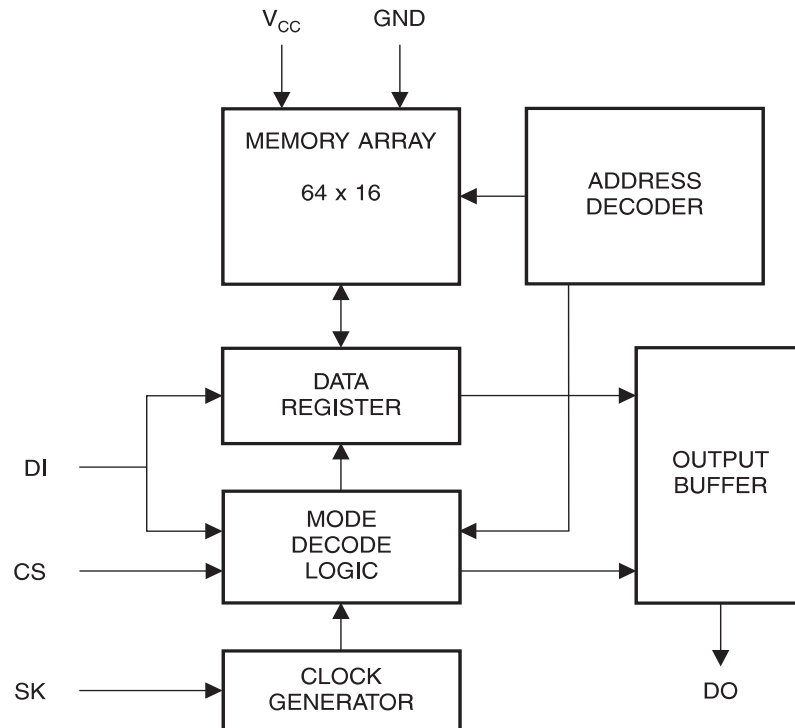 VCC
GND
MEMORY ARRAY
64 x 16
ADDRESS
DECODER
DATA
REGISTER
DI
OUTPUT
BUFFER
MODE
DECODE
LOGIC
CS
CLOCK
GENERATOR
SK
DO